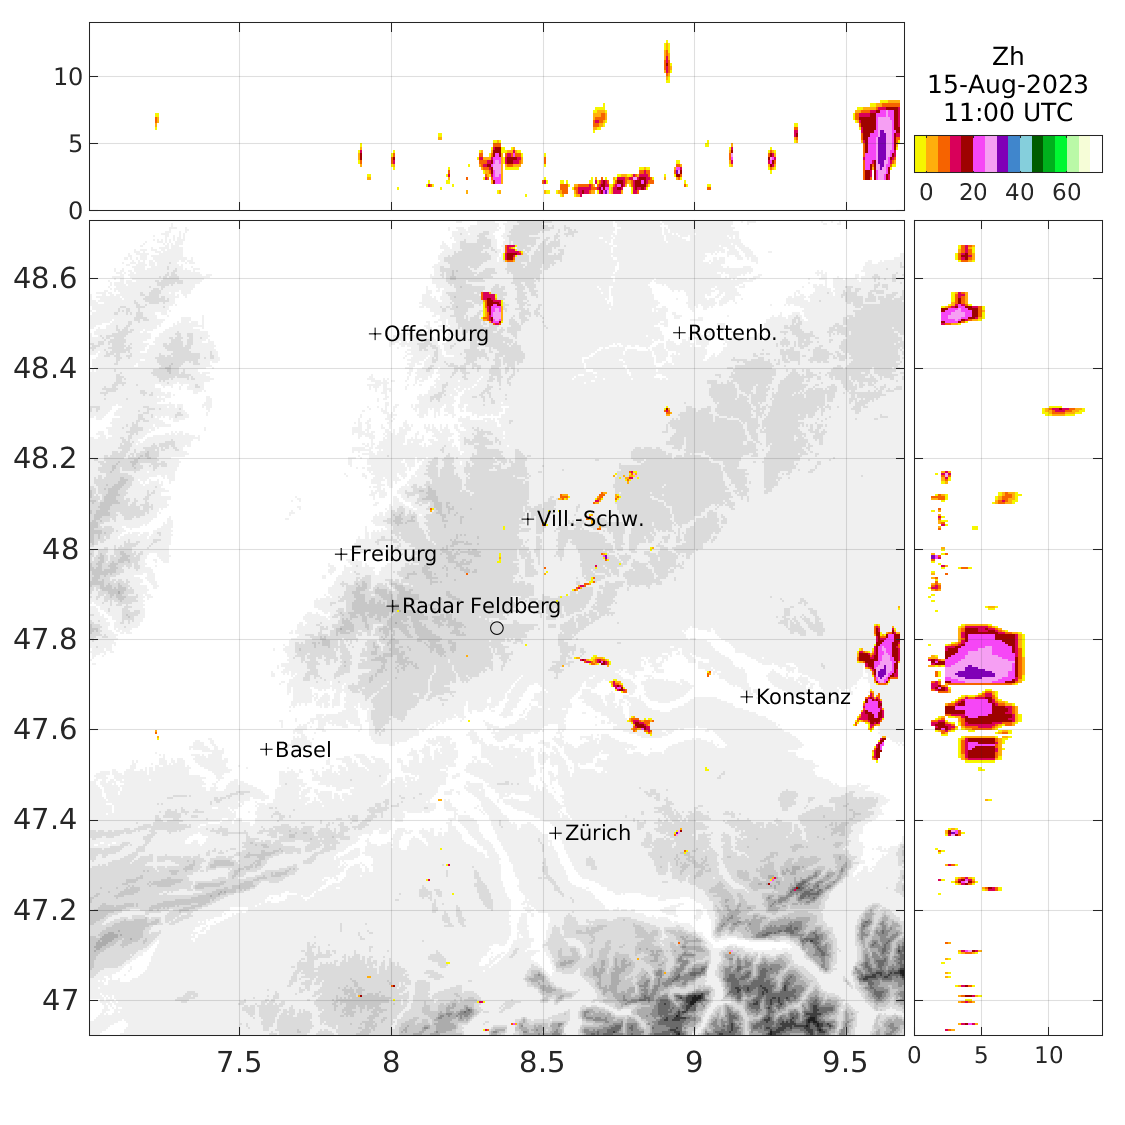 10
5
0
Zh
15-Aug-2023
11:00 UTC
0 20 40 60
48.6
48.4
48.2
48
47.8
47.6
47.4
47.2
47
Offenburg
Rottenb.
Vill.-Schw.
Freiburg
Radar Feldberg
Konstanz
Basel
Zürich
7.5 8 8.5 9 9.5
0 5 10